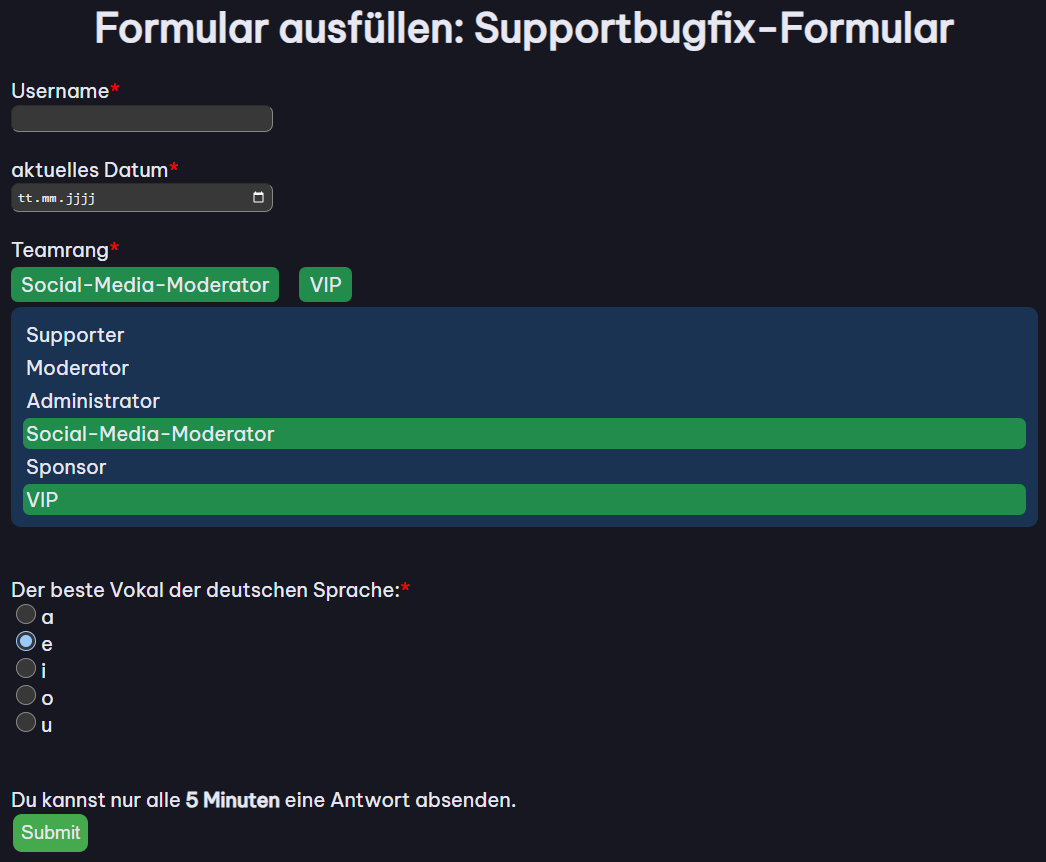 Formular ausfüllen: Supportbugfix-Formular
Username*
aktuelles Datum*
tt.mm.jjjj
Teamrang*
Social-Media-Moderator VIP
Supporter
Moderator
Administrator
Social-Media-Moderator
Sponsor
VIP
Der beste Vokal der deutschen Sprache:*
a
e
i
o
u
Du kannst nur alle 5 Minuten eine Antwort absenden.
Submit